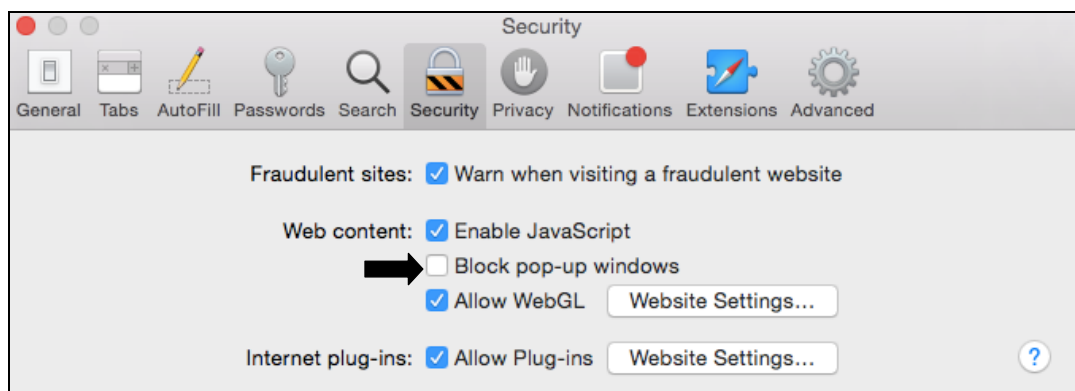 Security
General Tabs AutoFill Passwords Search Security Privacy Notifications Extensions Advanced
Fraudulent sites: Warn when visiting a fraudulent website
Web content: Enable JavaScript
Block pop-up windows
Allow WebGL Website Settings...
Internet plug-ins: Allow Plug-ins Website Settings... ?